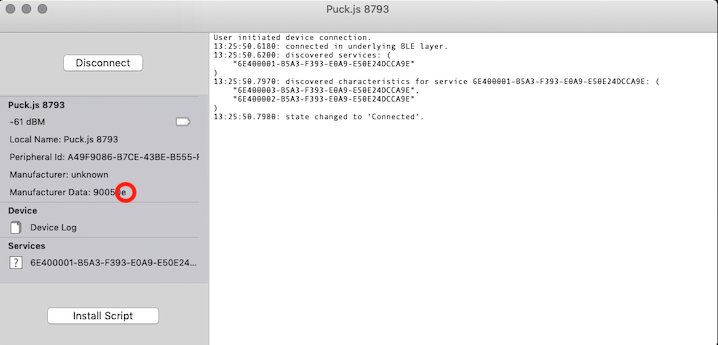 Puck.js 8793
Disconnect
Puck.js 8793
-61 dBM
Local Name: Puck.js 8793
Peripheral Id: A49F9086-B7CE-43BE-B555-F
Manufacturer: unknown
Manufacturer Data: 9005
Device
Device Log
Services
6E400001-B5A3-F393-E0A9-E50E24...
Install Script
User initiated device connection.
13:25:50.6180: connected in underlying BLE layer.
13:25:50.6200: discovered services: (
"6E400001-B5A3-F393-E0A9-E50E24DCCA9E"
)
13:25:50.7970: discovered characteristics for service 6E400001-B5A3-F393-E0A9-E50E24DCCA9E: (
"6E400003-B5A3-F393-E0A9-E50E24DCCA9E",
"6E400002-B5A3-F393-E0A9-E50E24DCCA9E"
)
13:25:50.7980: state changed to 'Connected'.